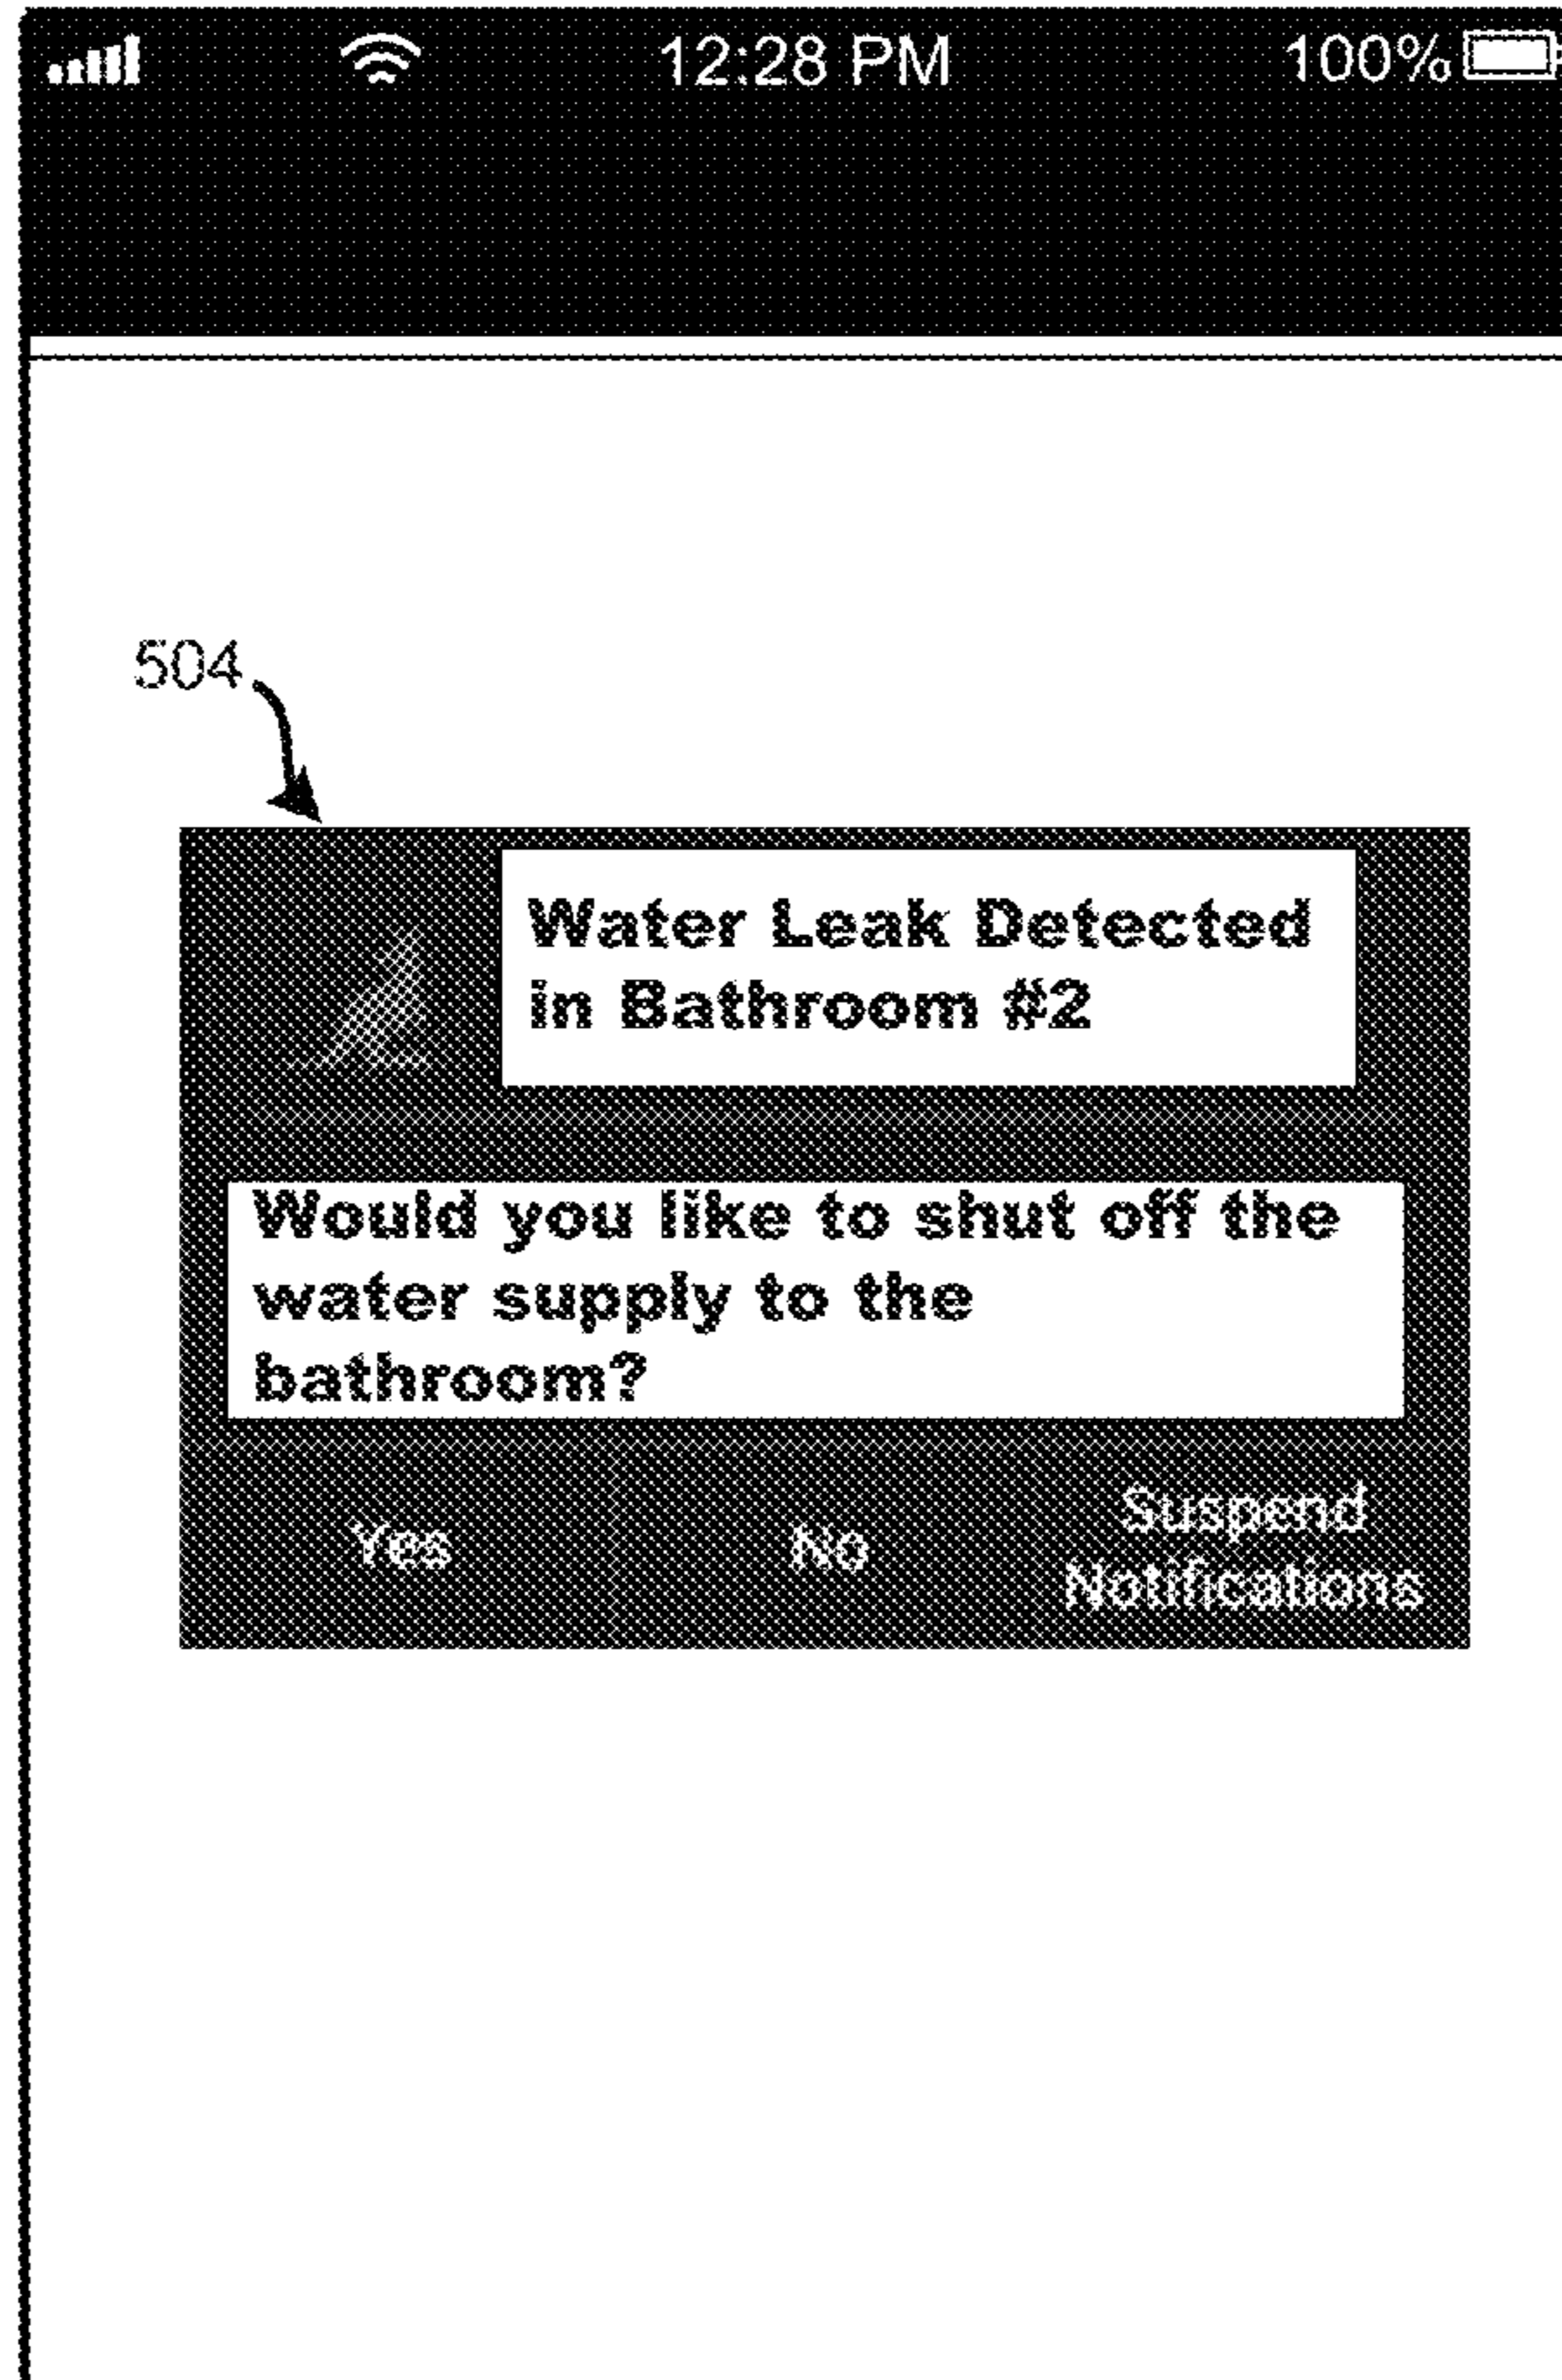 12:28 PM 100%
504
Water Leak Detected
in Bathroom #2
Would you like to shut off the
water supply to the
bathroom?
Yes No Suspend
Notifications